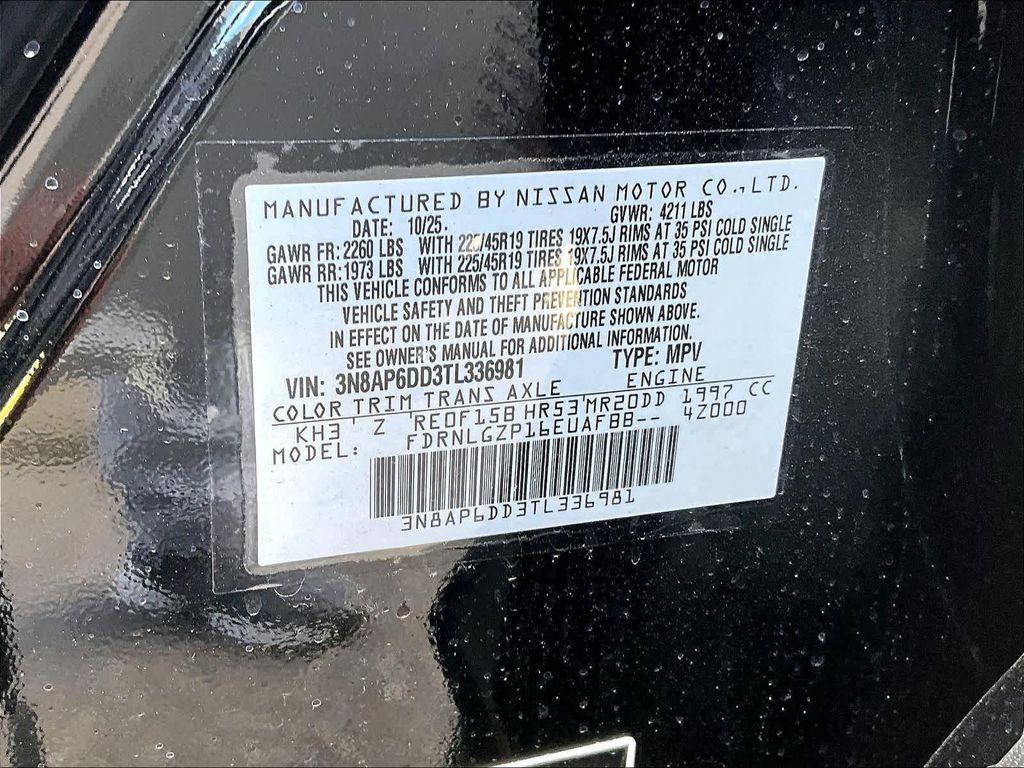 MANUFACTURED BY NISSAN MOTOR CO., LTD.
DATE: 10/25. GVWR: 4211 LBS
GAWR FR: 2260 LBS WITH 225/45R19 TIRES 19X7.5J RIMS AT 35 PSI COLD SINGLE
GAWR RR: 1973 LBS WITH 225/45R19 TIRES 19X7.5J RIMS AT 35 PSI COLD SINGLE
THIS VEHICLE CONFORMS TO ALL APPLICABLE FEDERAL MOTOR
VEHICLE SAFETY AND THEFT PREVENTION STANDARDS
IN EFFECT ON THE DATE OF MANUFACTURE SHOWN ABOVE.
SEE OWNER'S MANUAL FOR ADDITIONAL INFORMATION.
VIN: 3N8AP6DD3TL336981 TYPE: MPV
COLOR TRIM TRANS AXLE ENGINE
KH3 ' Z ' RE0F15B HR53'MR20DD 1997 CC
MODEL: FDRNLGZP16EUAFBB-- 4Z000
3N8AP6DD3TL336981